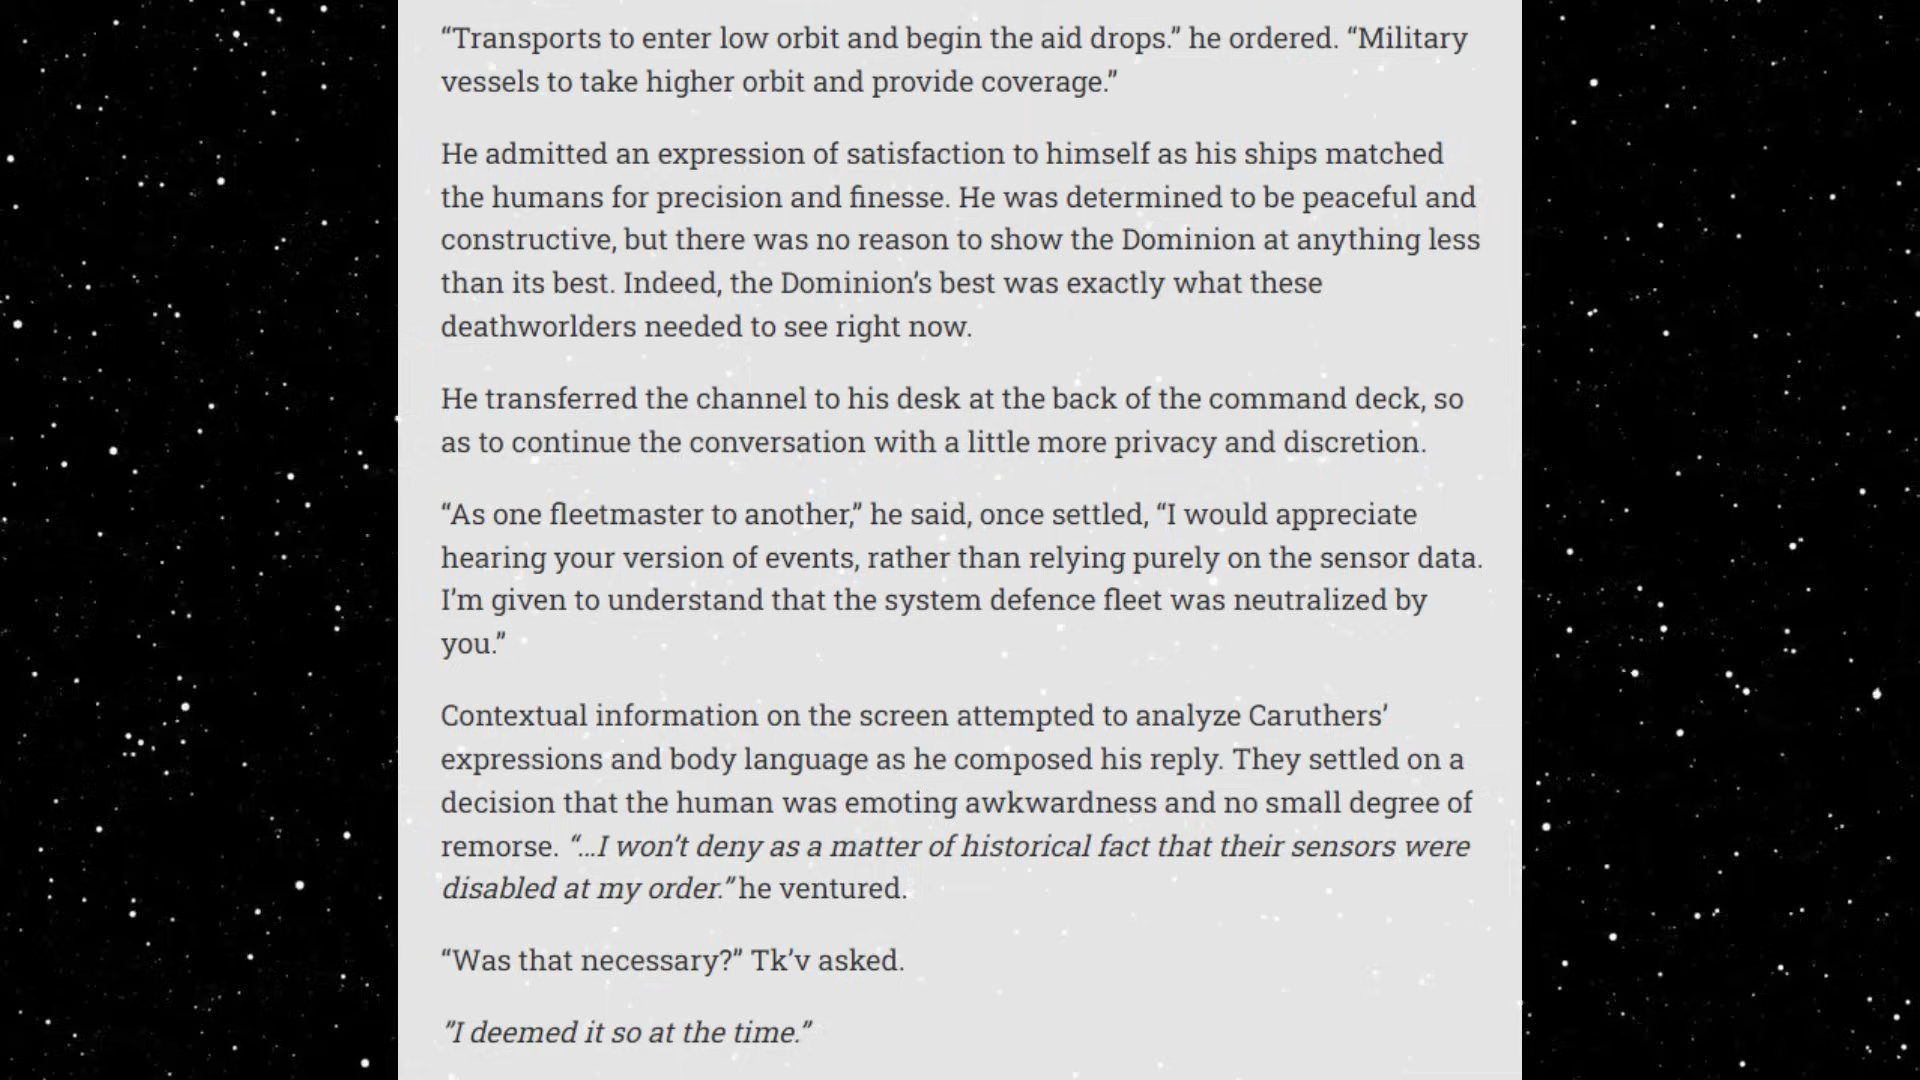 “Transports to enter low orbit and begin the aid drops.” he ordered. “Military
vessels to take higher orbit and provide coverage.”
He admitted an expression of satisfaction to himself as his ships matched
the humans for precision and finesse. He was determined to be peaceful and
constructive, but there was no reason to show the Dominion at anything less
than its best. Indeed, the Dominion’s best was exactly what these
deathworlders needed to see right now.
He transferred the channel to his desk at the back of the command deck, so
as to continue the conversation with a little more privacy and discretion.
“As one fleetmaster to another,” he said, once settled, “I would appreciate
hearing your version of events, rather than relying purely on the sensor data.
I’m given to understand that the system defence fleet was neutralized by
you.”
Contextual information on the screen attempted to analyze Caruthers’
expressions and body language as he composed his reply. They settled on a
decision that the human was emoting awkwardness and no small degree of
remorse. “…I won’t deny as a matter of historical fact that their sensors were
disabled at my order.” he ventured.
“Was that necessary?” Tk’v asked.
”I deemed it so at the time.”